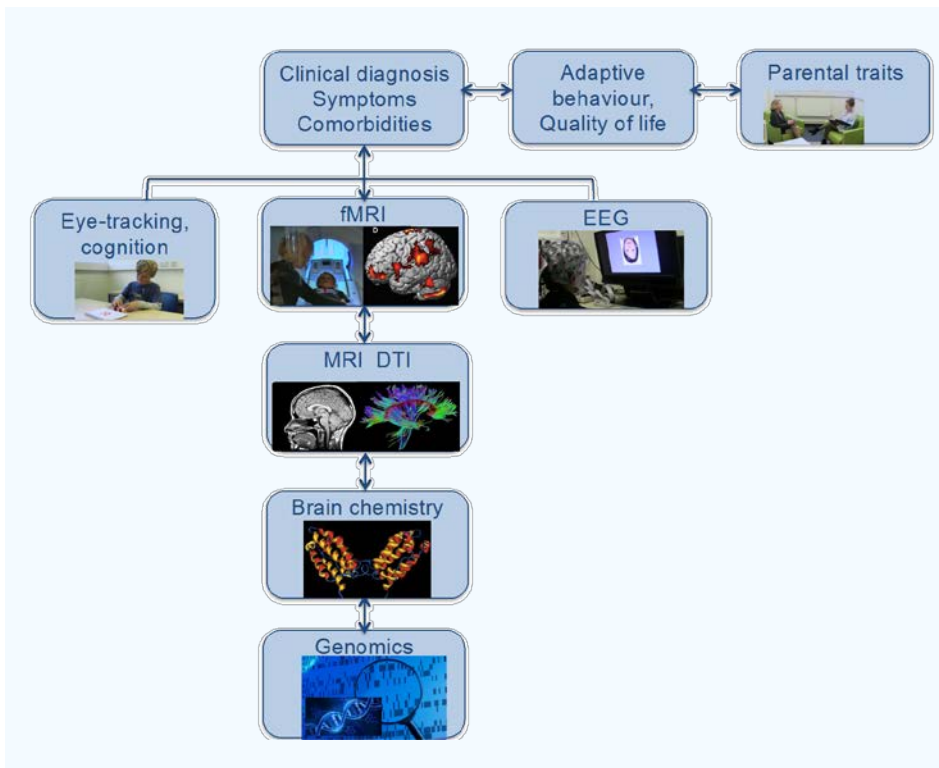 Clinical diagnosis
Symptoms
Comorbidities
Adaptive
behaviour,
Quality of life
Parental traits
Eye-tracking,
cognition
fMRI
D
EEG
MRI DTI
Brain chemistry
Genomics